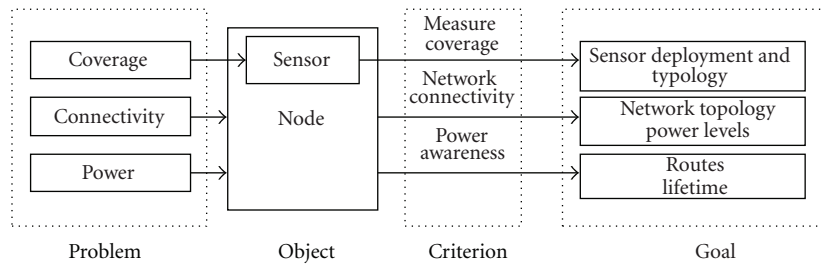 Measure
coverage
Coverage
Sensor
Sensor deployment and
typology
Network
connectivity
Connectivity
Node
Network topology
power levels
Power
awareness
Power
Routes
lifetime
Problem
Object
Criterion
Goal